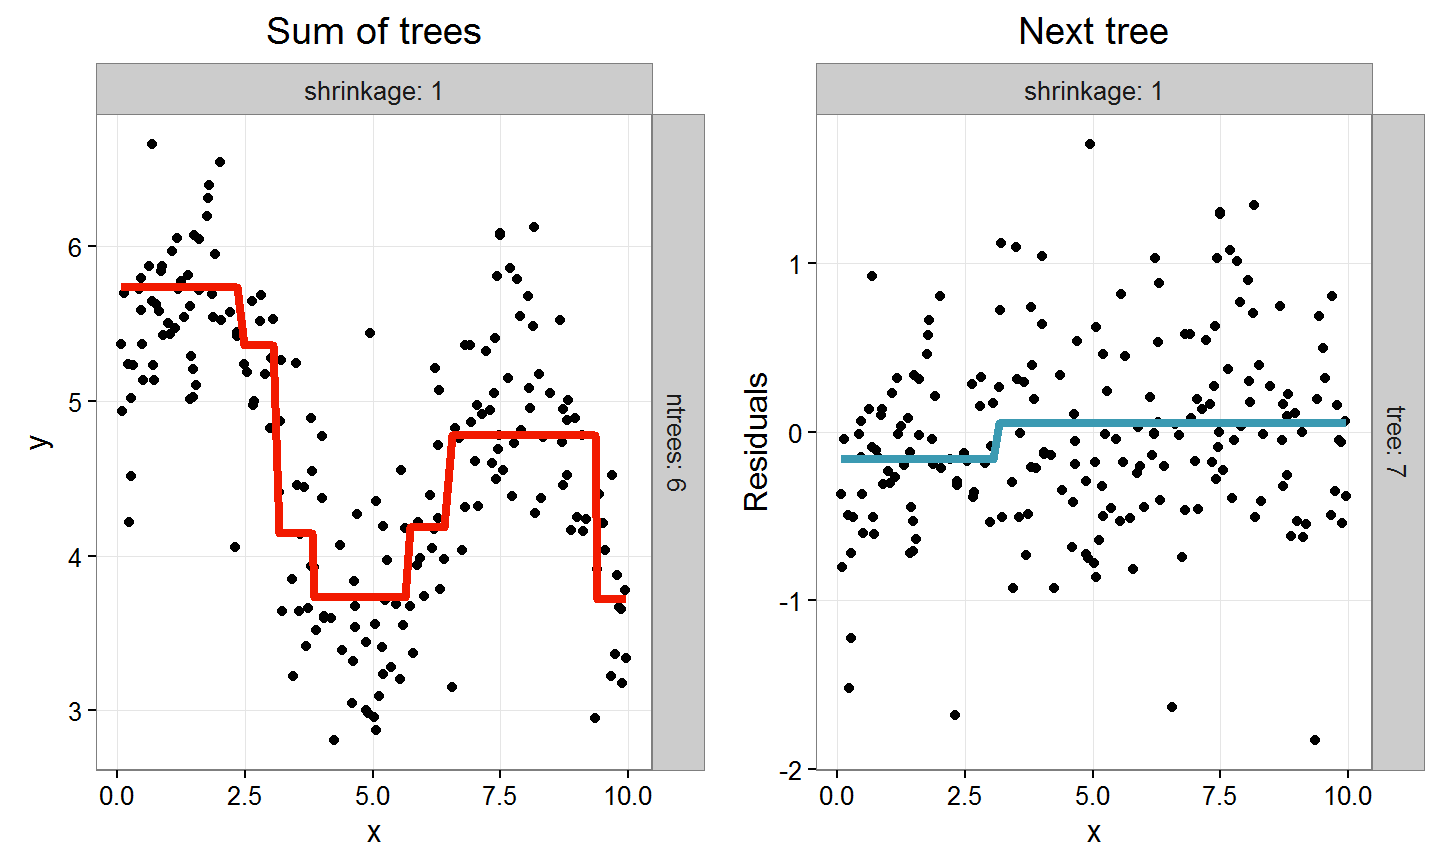 Sum of trees
shrinkage: 1
ntrees: 6
y
6
5
4
3
0.0 2.5 5.0 7.5 10.0
x
Next tree
shrinkage: 1
tree: 7
Residuals
1
0
-1
-2
0.0 2.5 5.0 7.5 10.0
x